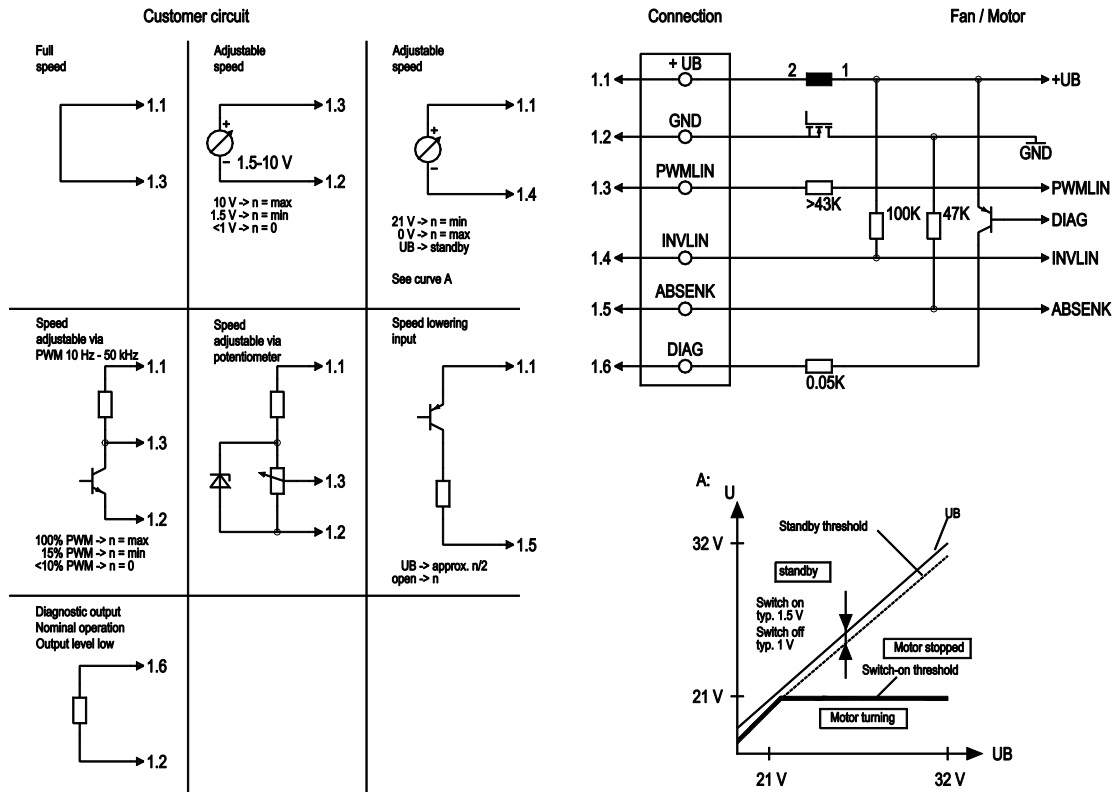 Customer circuit
Connection
Fan / Motor
Full
speed
1.1
1.3
Adjustable
speed
1.3
+
−
1.5-10 V
1.2
10 V -> n = max
1.5 V -> n = min
<1 V -> n = 0
Adjustable
speed
1.1
+
−
1.4
21 V -> n = min
0 V -> n = max
UB -> standby
See curve A
Speed
adjustable via
PWM 10 Hz - 50 kHz
1.1
1.3
1.2
100% PWM -> n = max
15% PWM -> n = min
<10% PWM -> n = 0
Speed
adjustable via
potentiometer
1.1
1.3
1.2
Speed lowering
input
1.1
1.5
UB -> approx. n/2
open -> n
Diagnostic output
Nominal operation
Output level low
1.6
1.2
1.1
+ UB
2
1
+UB
1.2
GND
GND
1.3
PWMLIN
>43K
PWMLIN
100K
47K
DIAG
1.4
INVLIN
INVLIN
1.5
ABSENK
ABSENK
1.6
DIAG
0.05K
A:
U
UB
Standby threshold
32 V
standby
Switch on
typ. 1.5 V
Switch off
typ. 1 V
Motor stopped
Switch-on threshold
21 V
Motor turning
UB
21 V
32 V